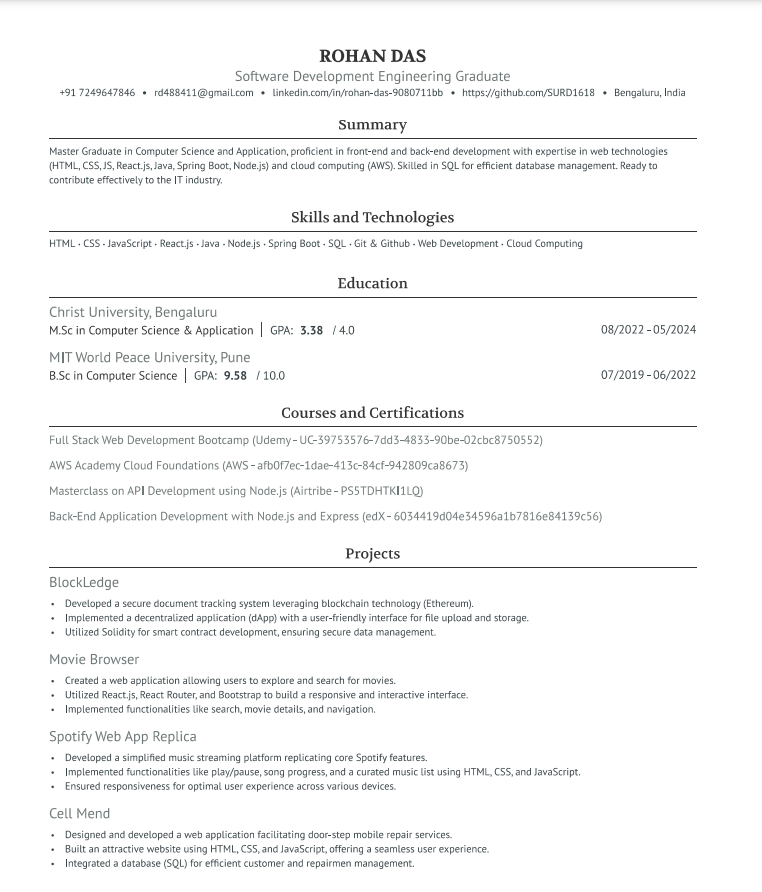 ROHAN DAS
Software Development Engineering Graduate
+91 7249647846 • rd488411@gmail.com • linkedin.com/in/rohan-das-9080711bb • https://github.com/SURD1618 • Bengaluru, India
Summary
Master Graduate in Computer Science and Application, proficient in front-end and back-end development with expertise in web technologies
(HTML, CSS, JS, React.js, Java, Spring Boot, Node.js) and cloud computing (AWS). Skilled in SQL for efficient database management. Ready to
contribute effectively to the IT industry.
Skills and Technologies
HTML · CSS · JavaScript · React.js · Java · Node.js · Spring Boot · SQL · Git & Github · Web Development · Cloud Computing
Education
Christ University, Bengaluru
M.Sc in Computer Science & Application | GPA: 3.38 / 4.0 08/2022 – 05/2024
MIT World Peace University, Pune
B.Sc in Computer Science | GPA: 9.58 / 10.0 07/2019 – 06/2022
Courses and Certifications
Full Stack Web Development Bootcamp (Udemy – UC-39753576-7dd3-4833-90be-02cbc8750552)
AWS Academy Cloud Foundations (AWS – afb0f7ec-1dae-413c-84cf-942809ca8673)
Masterclass on API Development using Node.js (Airtribe – PS5TDHTKI1LQ)
Back-End Application Development with Node.js and Express (edX – 6034419d04e34596a1b7816e84139c56)
Projects
BlockLedge
• Developed a secure document tracking system leveraging blockchain technology (Ethereum).
• Implemented a decentralized application (dApp) with a user-friendly interface for file upload and storage.
• Utilized Solidity for smart contract development, ensuring secure data management.
Movie Browser
• Created a web application allowing users to explore and search for movies.
• Utilized React.js, React Router, and Bootstrap to build a responsive and interactive interface.
• Implemented functionalities like search, movie details, and navigation.
Spotify Web App Replica
• Developed a simplified music streaming platform replicating core Spotify features.
• Implemented functionalities like play/pause, song progress, and a curated music list using HTML, CSS, and JavaScript.
• Ensured responsiveness for optimal user experience across various devices.
Cell Mend
• Designed and developed a web application facilitating door-step mobile repair services.
• Built an attractive website using HTML, CSS, and JavaScript, offering a seamless user experience.
• Integrated a database (SQL) for efficient customer and repairmen management.